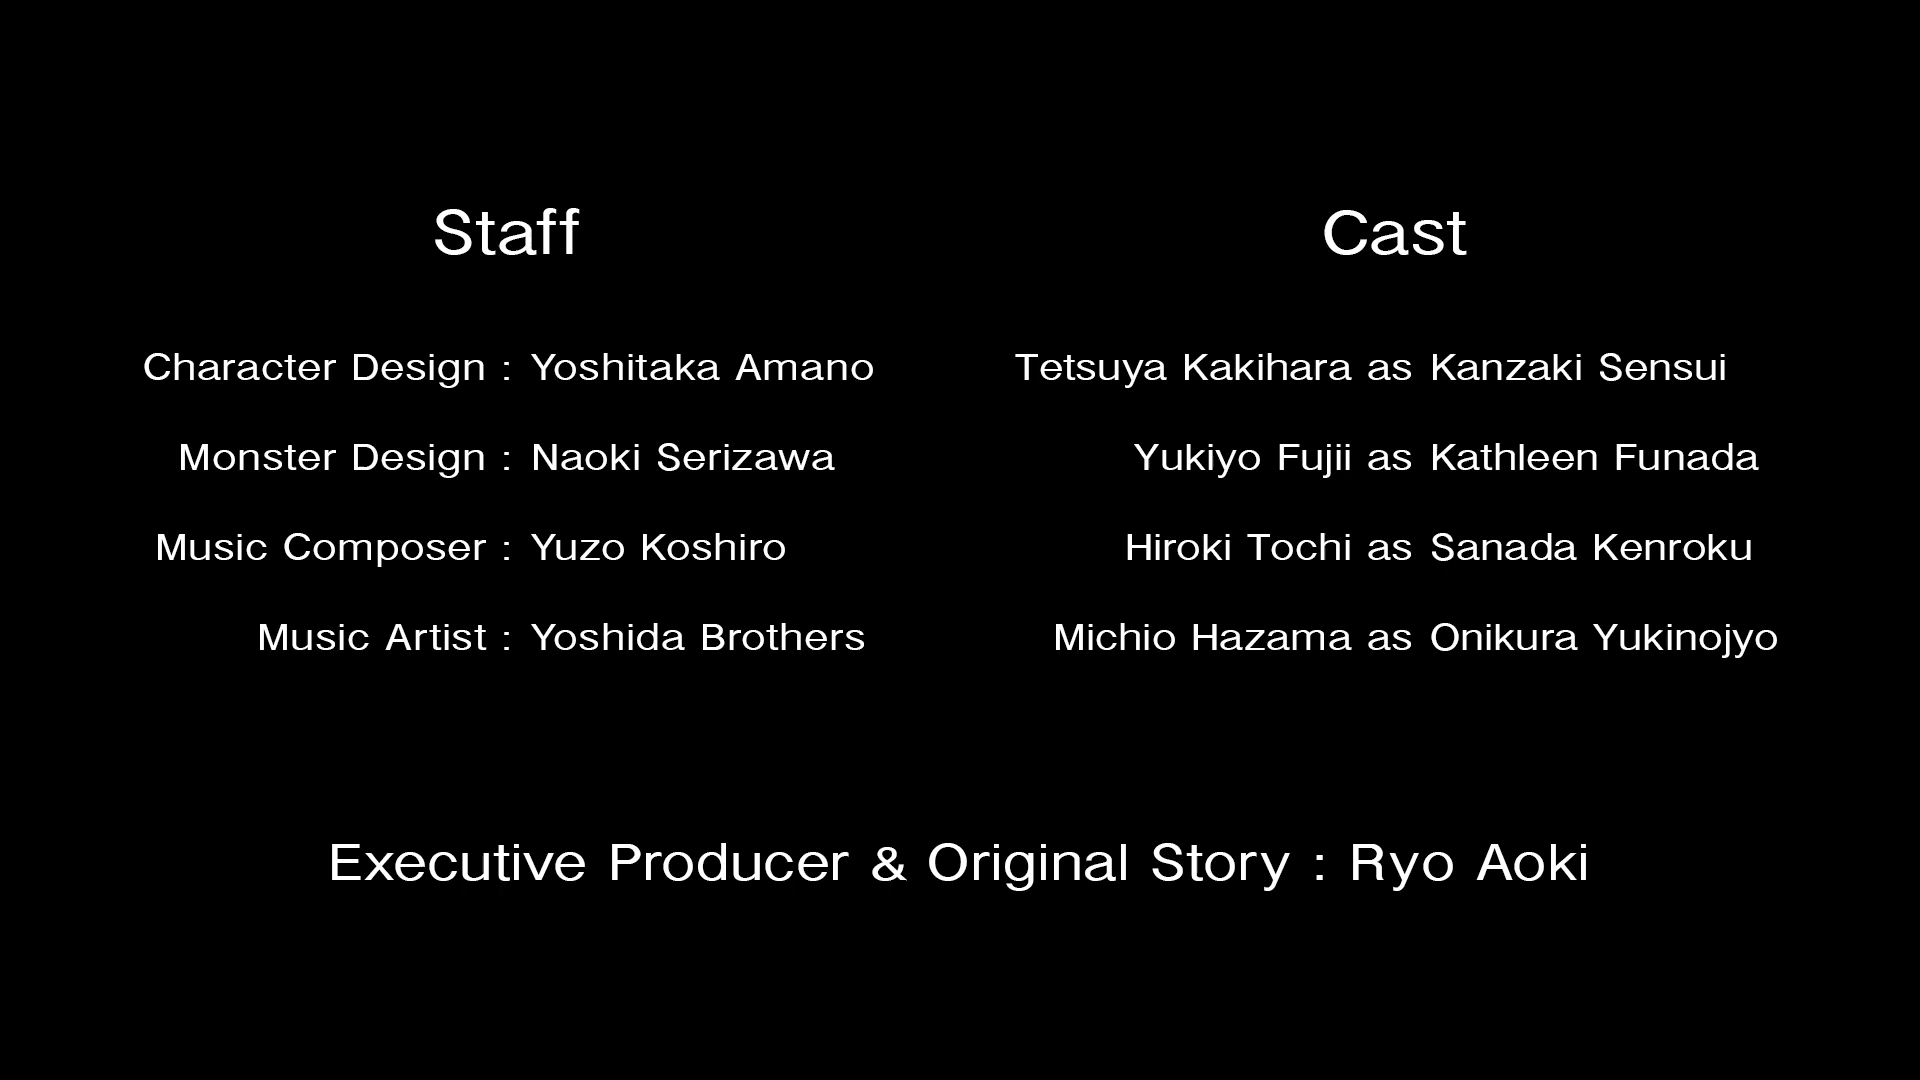 Staff
Character Design : Yoshitaka Amano
Monster Design : Naoki Serizawa
Music Composer : Yuzo Koshiro
Music Artist : Yoshida Brothers
Cast
Tetsuya Kakihara as Kanzaki Sensui
Yukiyo Fujii as Kathleen Funada
Hiroki Tochi as Sanada Kenroku
Michio Hazama as Onikura Yukinojyo
Executive Producer & Original Story : Ryo Aoki